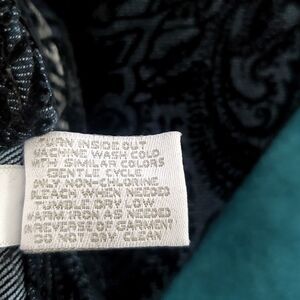 TURN INSIDE OUT
MACHINE WASH COLD
WITH SIMILAR COLORS
GENTLE CYCLE
ONLY NON-CHLORINE
BLEACH WHEN NEEDED
TUMBLE DRY LOW
WARM IRON AS NEEDED
IN REVERSE OF GARMENT
DO NOT DRY CLEAN